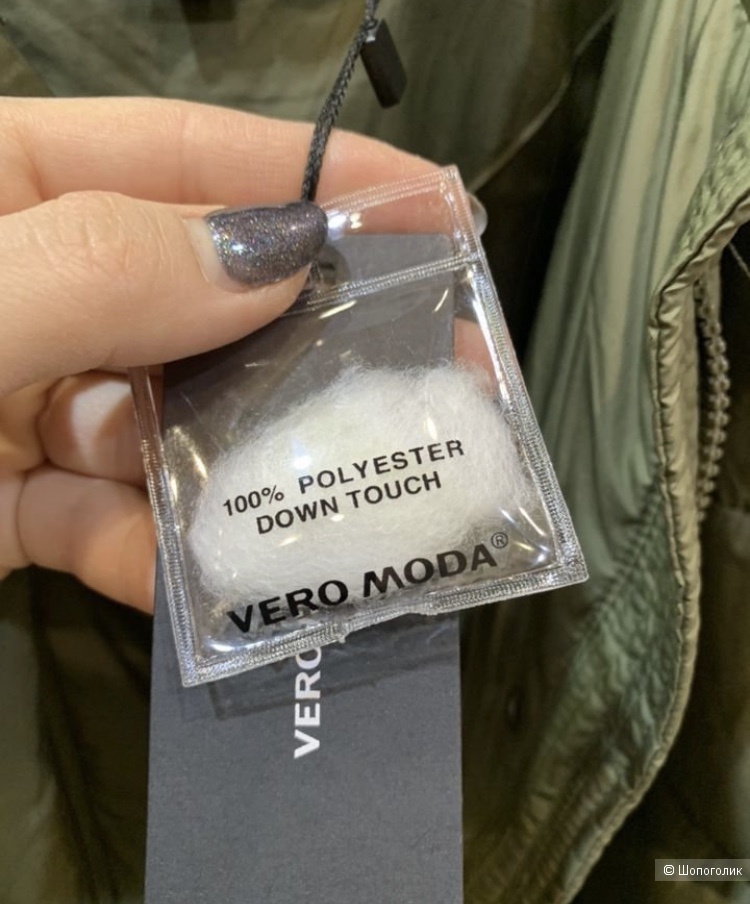 100% POLYESTER
DOWN TOUCH
VERO MODA®
VERO
© Шопоголик